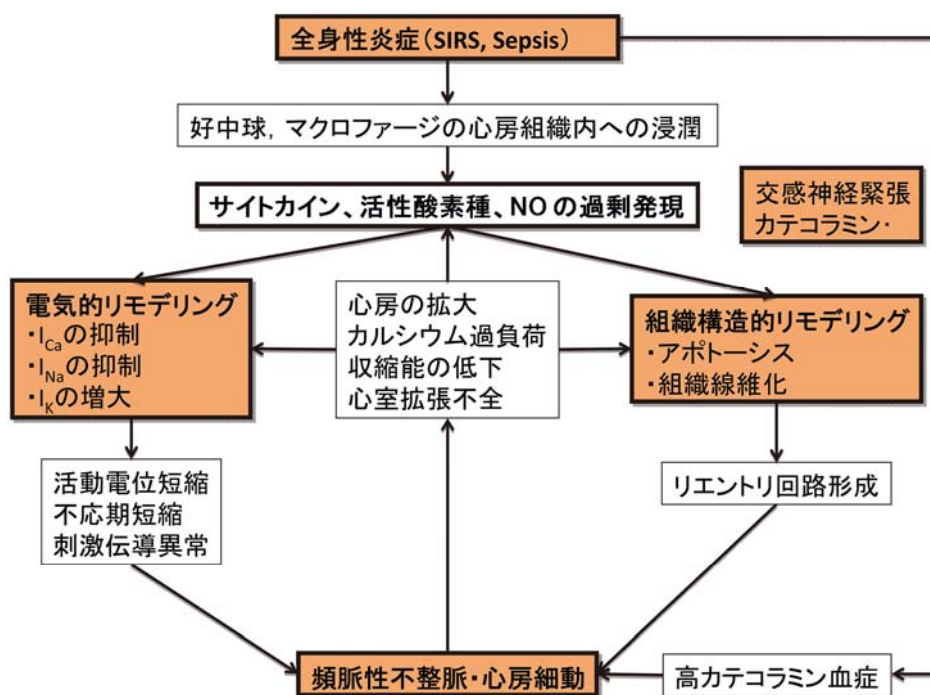 全身性炎症（SIRS, Sepsis）
好中球，マクロファージの心房組織内への浸潤
サイトカイン、活性酸素種、NO の過剰発現
交感神経緊張
カテコラミン·
電気的リモデリング
・I_Caの抑制
・I_Naの抑制
・I_Kの増大
心房の拡大
カルシウム過負荷
収縮能の低下
心室拡張不全
組織構造的リモデリング
・アポトーシス
・組織線維化
活動電位短縮
不応期短縮
刺激伝導異常
リエントリ回路形成
頻脈性不整脈・心房細動
高カテコラミン血症